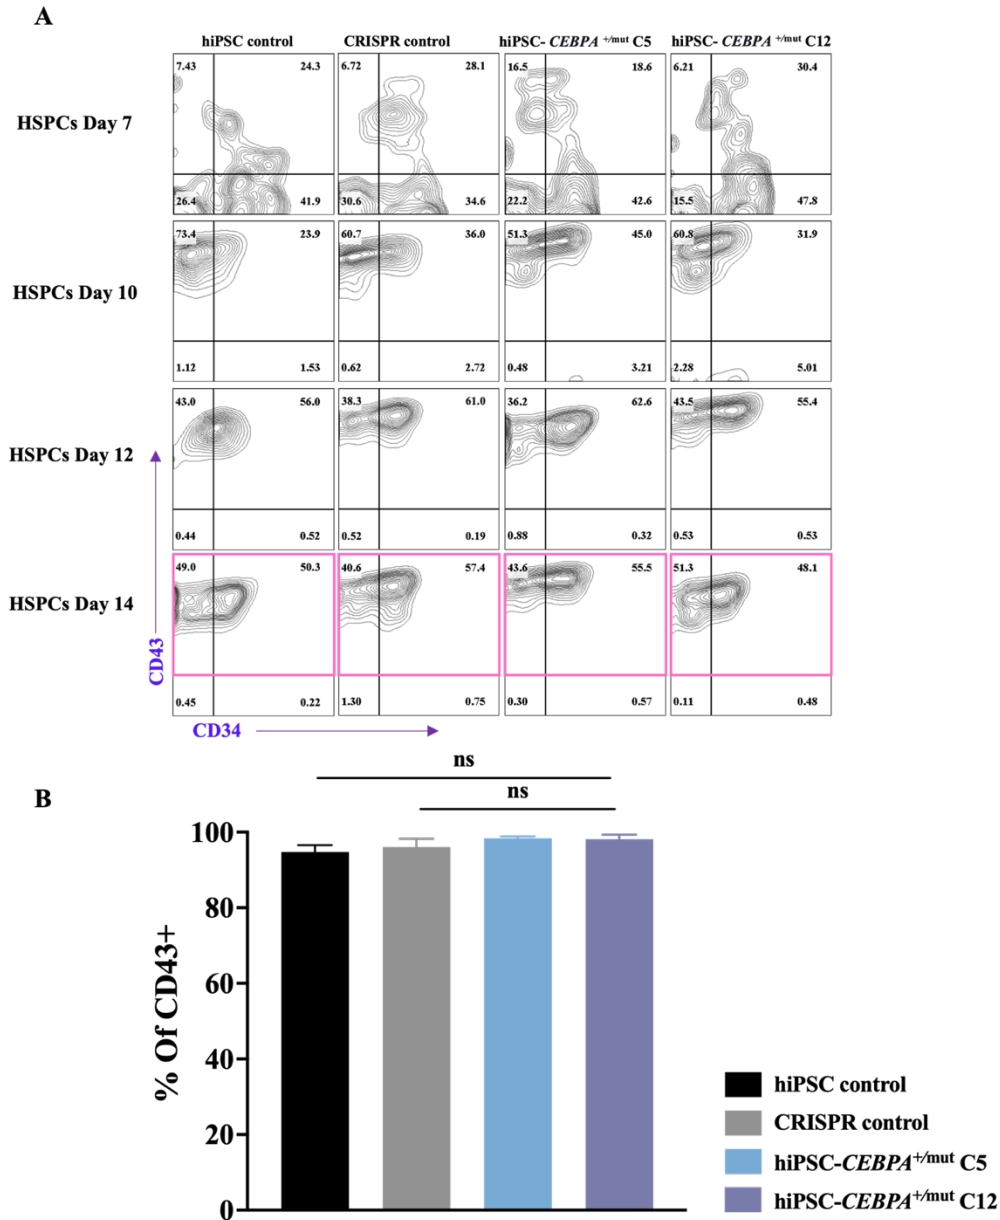 A
hiPSC control CRISPR control hiPSC- CEBPA +/mut C5 hiPSC- CEBPA +/mut C12
7.43 24.3 6.72 28.1 16.5 18.6 6.21 30.4
HSPCs Day 7
26.4 41.9 30.6 34.6 22.2 42.6 15.5 47.8
73.4 23.9 60.7 36.0 51.3 45.0 60.8 31.9
HSPCs Day 10
1.12 1.53 0.62 2.72 0.48 3.21 2.28 5.01
43.0 56.0 38.3 61.0 36.2 62.6 43.5 55.4
HSPCs Day 12
0.44 0.52 0.52 0.19 0.88 0.32 0.53 0.53
49.0 50.3 40.6 57.4 43.6 55.5 51.3 48.1
HSPCs Day 14
CD43
0.45 0.22 1.30 0.75 0.30 0.57 0.11 0.48
CD34
ns
B
ns
% Of CD43+
100
80
60
40
20
0
hiPSC control
CRISPR control
hiPSC-CEBPA+/mut C5
hiPSC-CEBPA+/mut C12